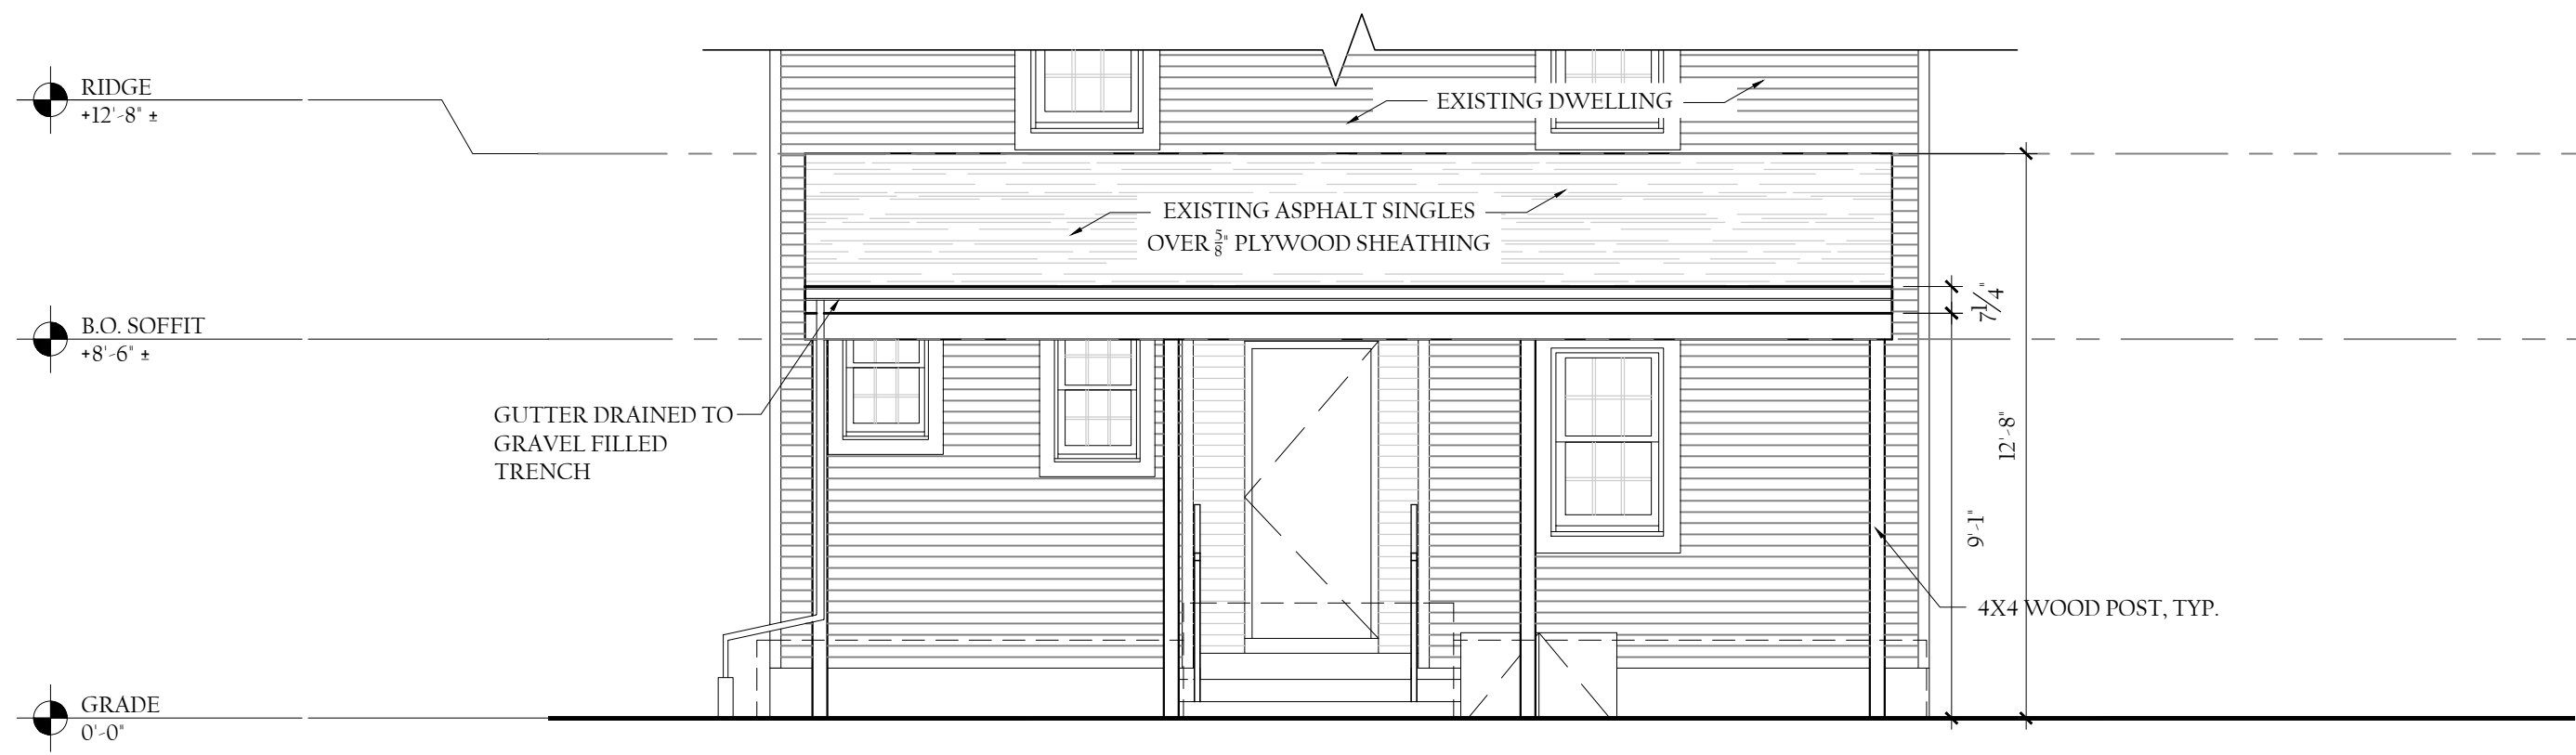 RIDGE
+12'-8" ±
EXISTING DWELLING
EXISTING ASPHALT SINGLES
OVER 5/8" PLYWOOD SHEATHING
7 1/4"
B.O. SOFFIT
+8'-6" ±
GUTTER DRAINED TO
GRAVEL FILLED
TRENCH
12'-8"
9'-1"
4X4 WOOD POST, TYP.
GRADE
0'-0"